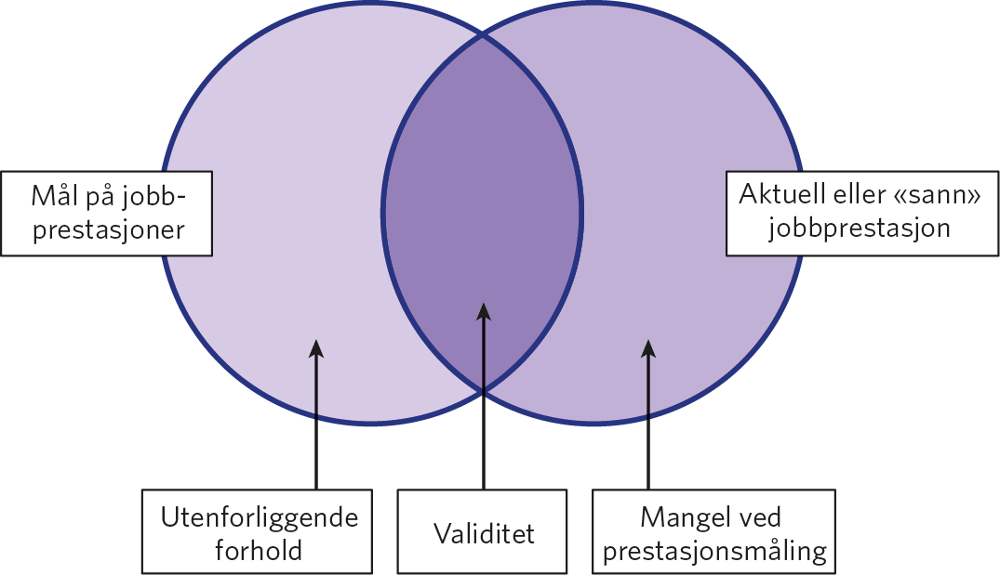 Mål på jobb-
prestasjoner
Aktuell eller «sann»
jobbprestasjon
Utenforliggende
forhold
Validitet
Mangel ved
prestasjonsmåling